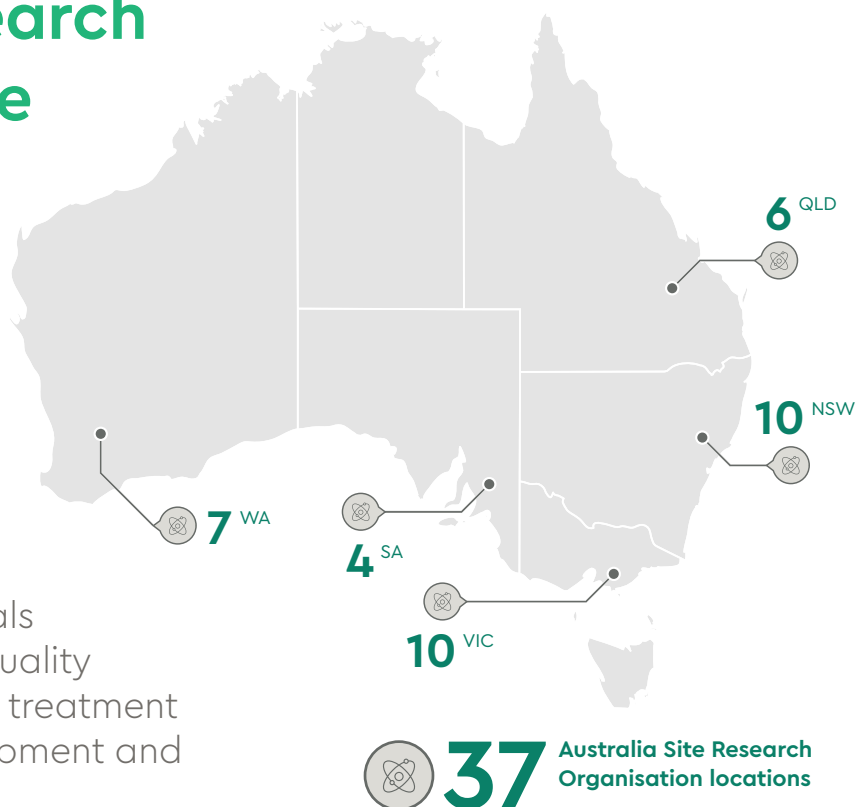 earch
e
6 QLD
10 NSW
7 WA
4 SA
10 VIC
als
uality
treatment
opment and
37 Australia Site Research
Organisation locations